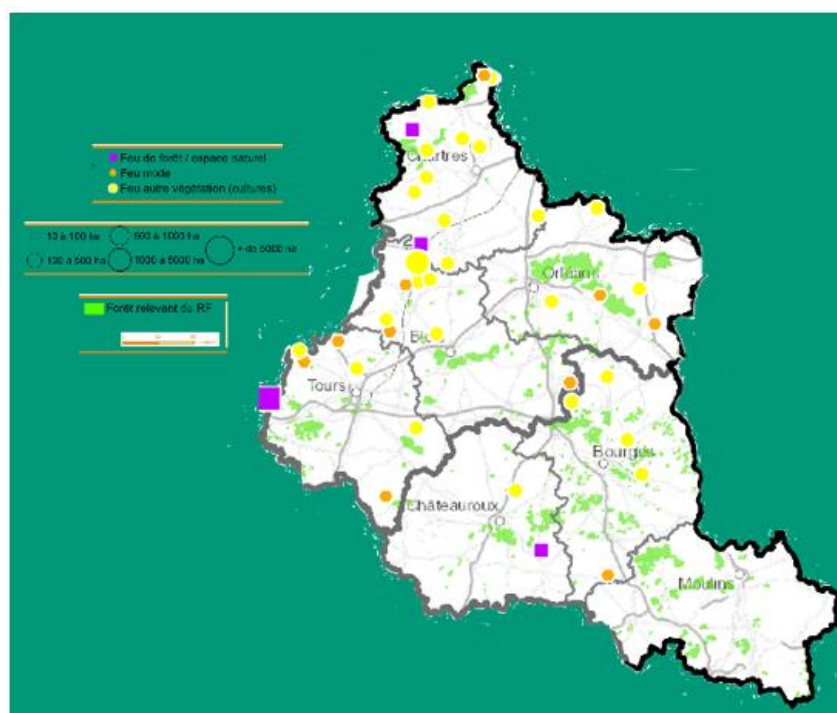 Chartres
Feu de forêt / espace naturel
Feu mixte
Feu autre végétation (cultures)
10 à 100 ha
500 à 1000 ha
+ de 5000 ha
100 à 500 ha
1000 à 5000 ha
Orléans
Forêt relevant du RF
Tours
Bourges
Châteauroux
Moulins